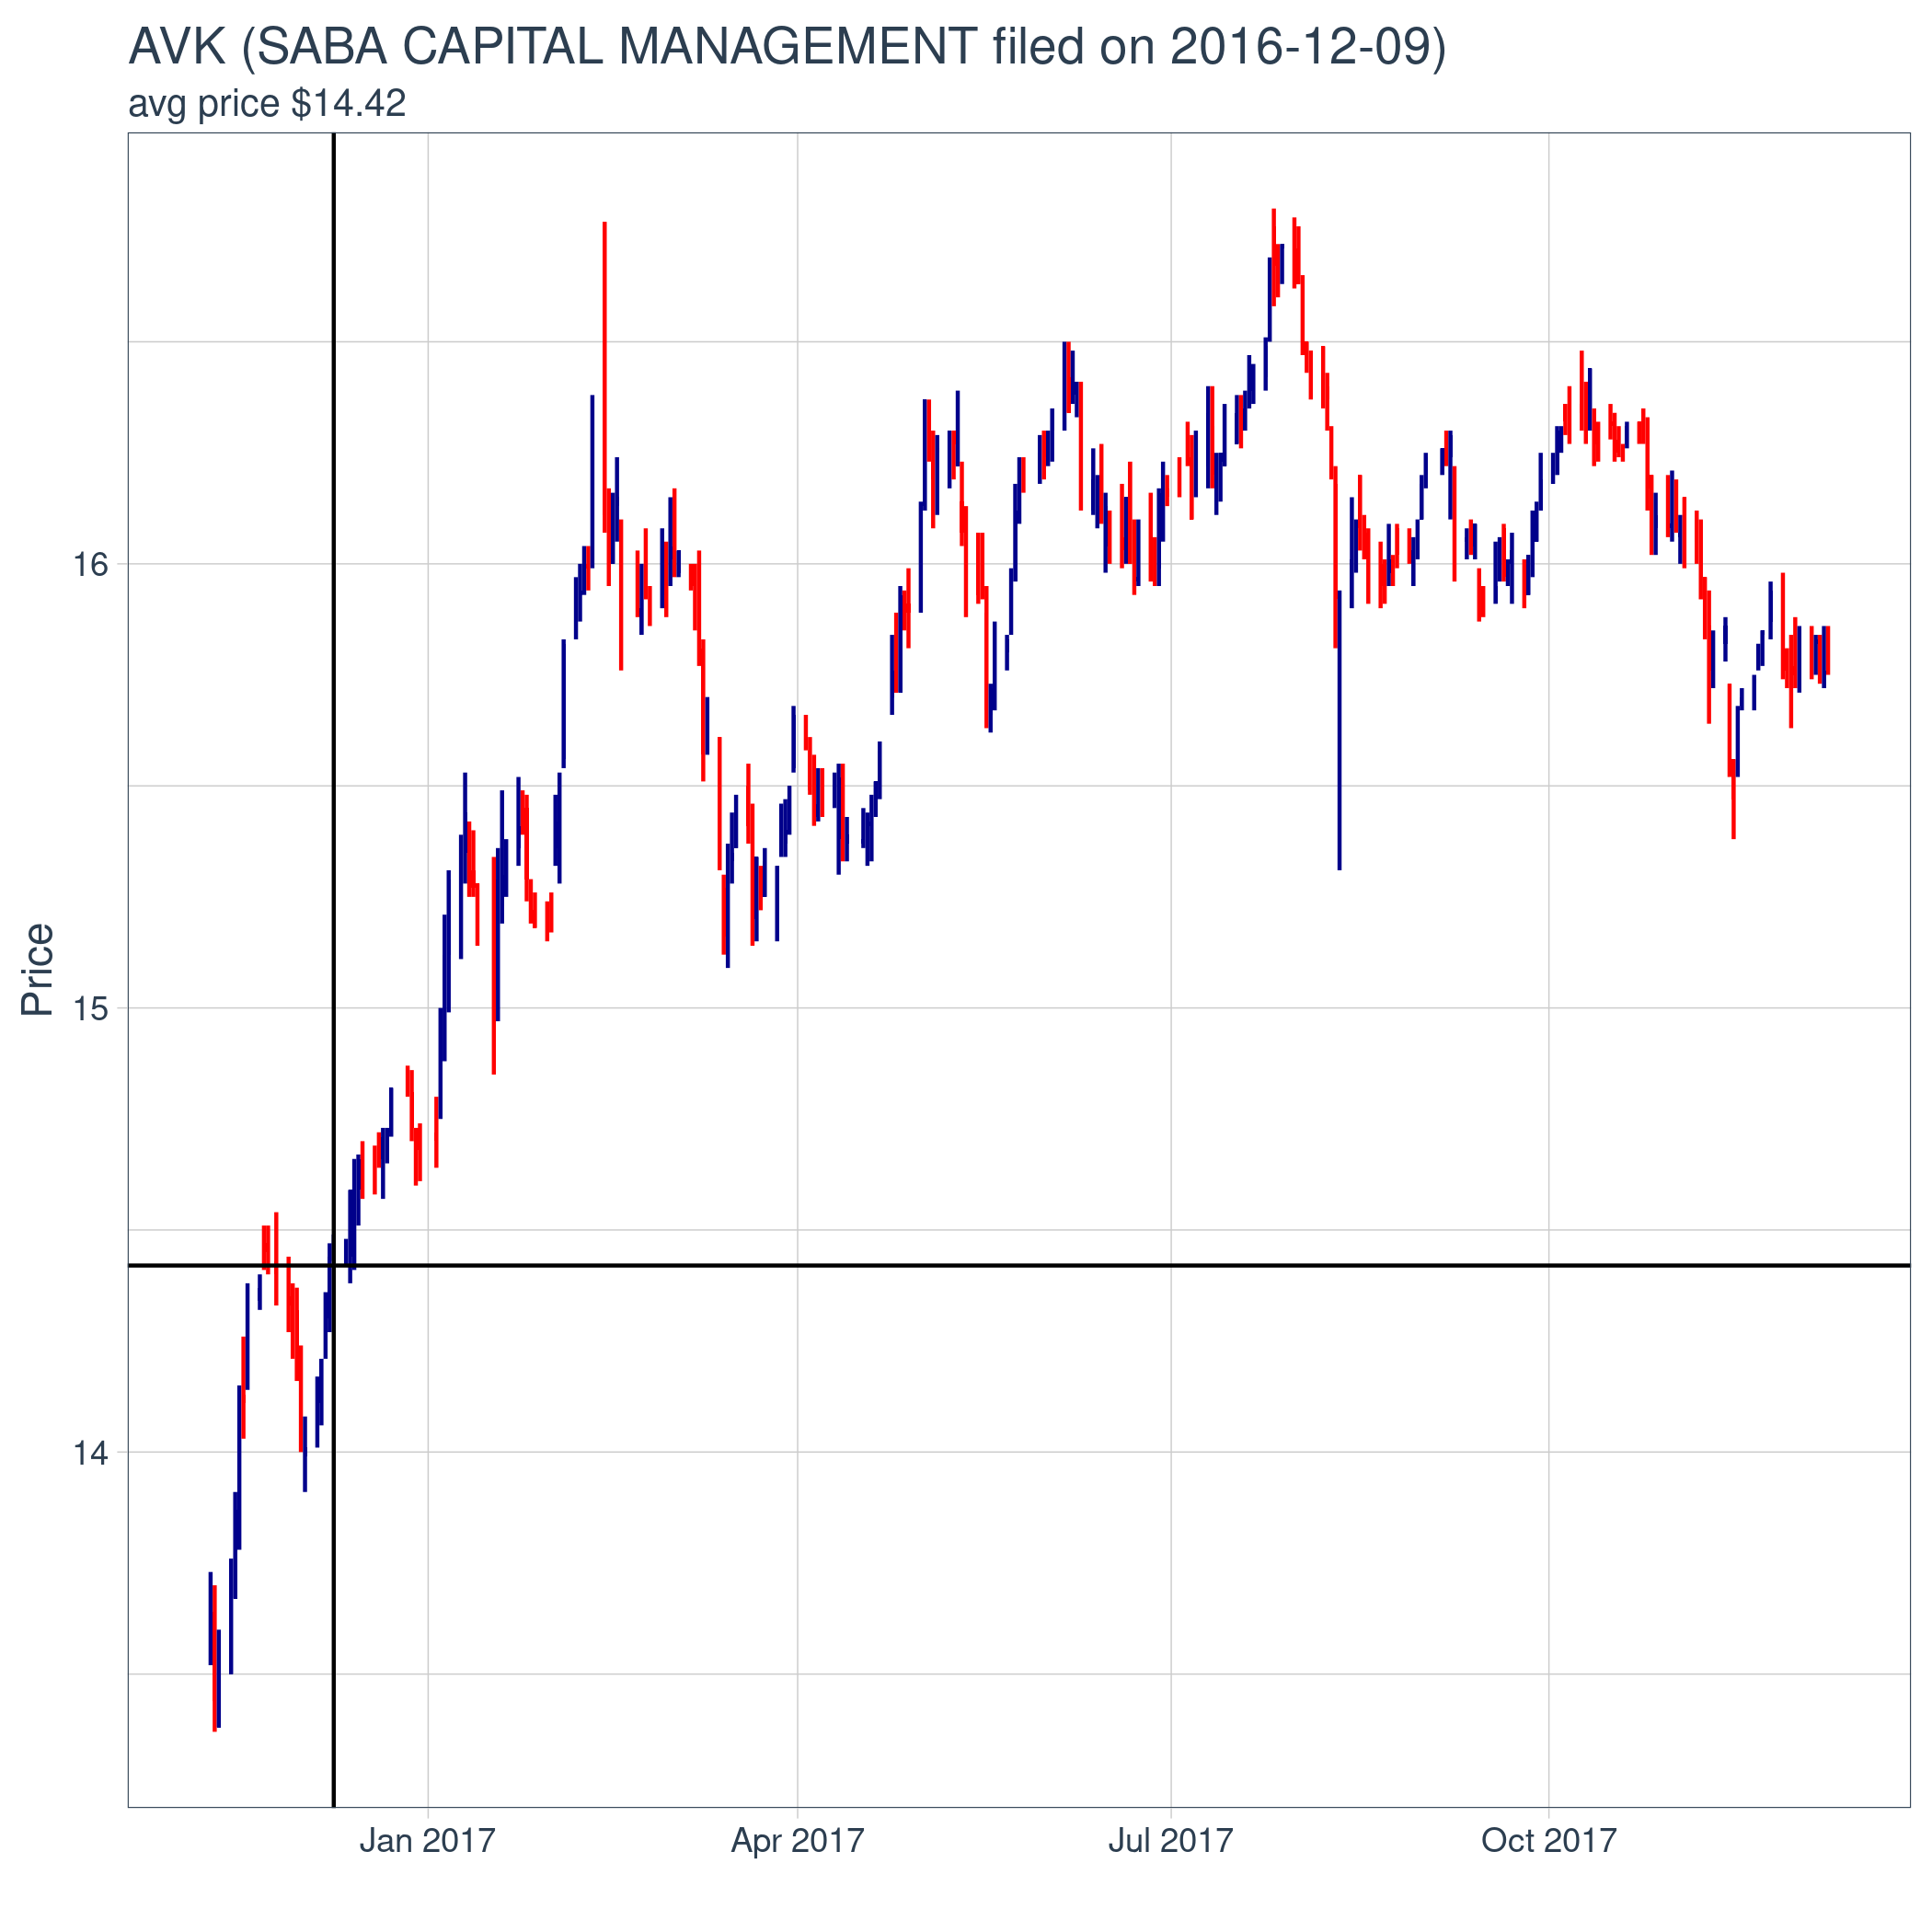 AVK (SABA CAPITAL MANAGEMENT filed on 2016-12-09)
avg price $14.42
Price
16
15
14
Jan 2017
Apr 2017
Jul 2017
Oct 2017